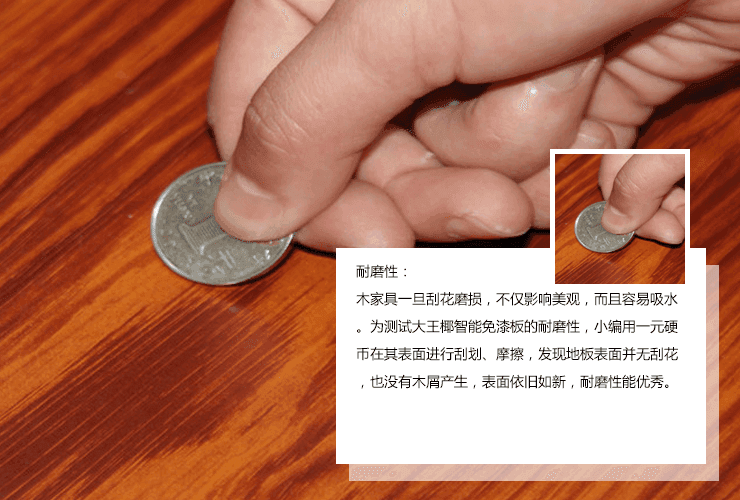 耐磨性：
木家具一旦刮花磨损，不仅影响美观，而且容易吸水
。为测试大王椰智能免漆板的耐磨性，小编用一元硬
币在其表面进行刮划、摩擦，发现地板表面并无刮花
，也没有木屑产生，表面依旧如新，耐磨性能优秀。